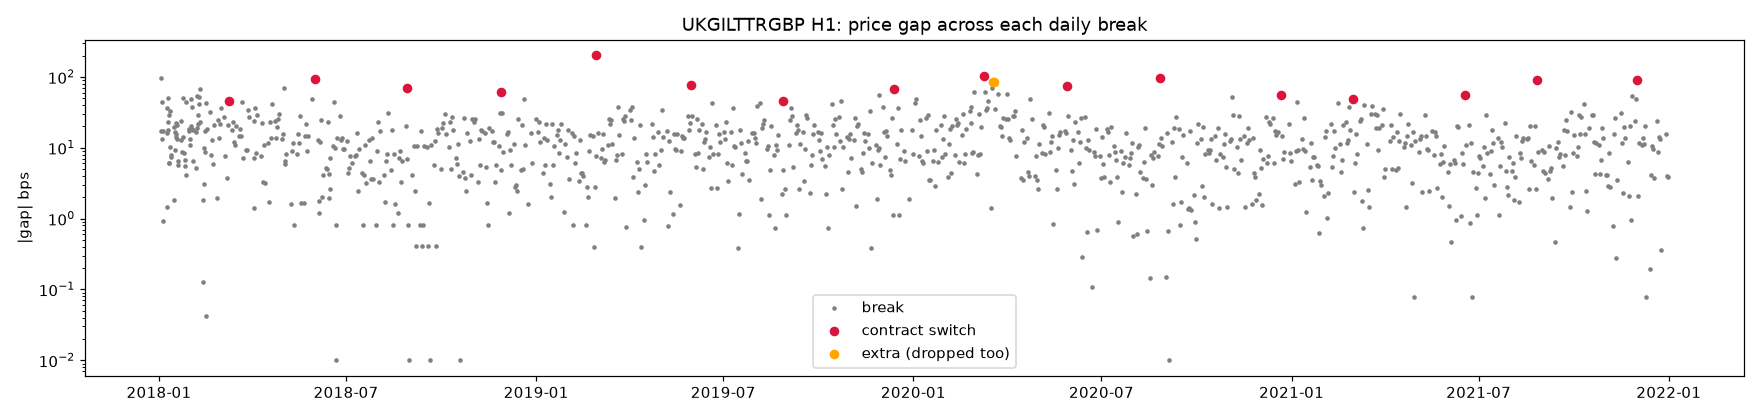 UKGILTTRGBP H1: price gap across each daily break
|gap| bps
10²
10¹
10⁰
10⁻¹
10⁻²
break
contract switch
extra (dropped too)
2018-01 2018-07 2019-01 2019-07 2020-01 2020-07 2021-01 2021-07 2022-01